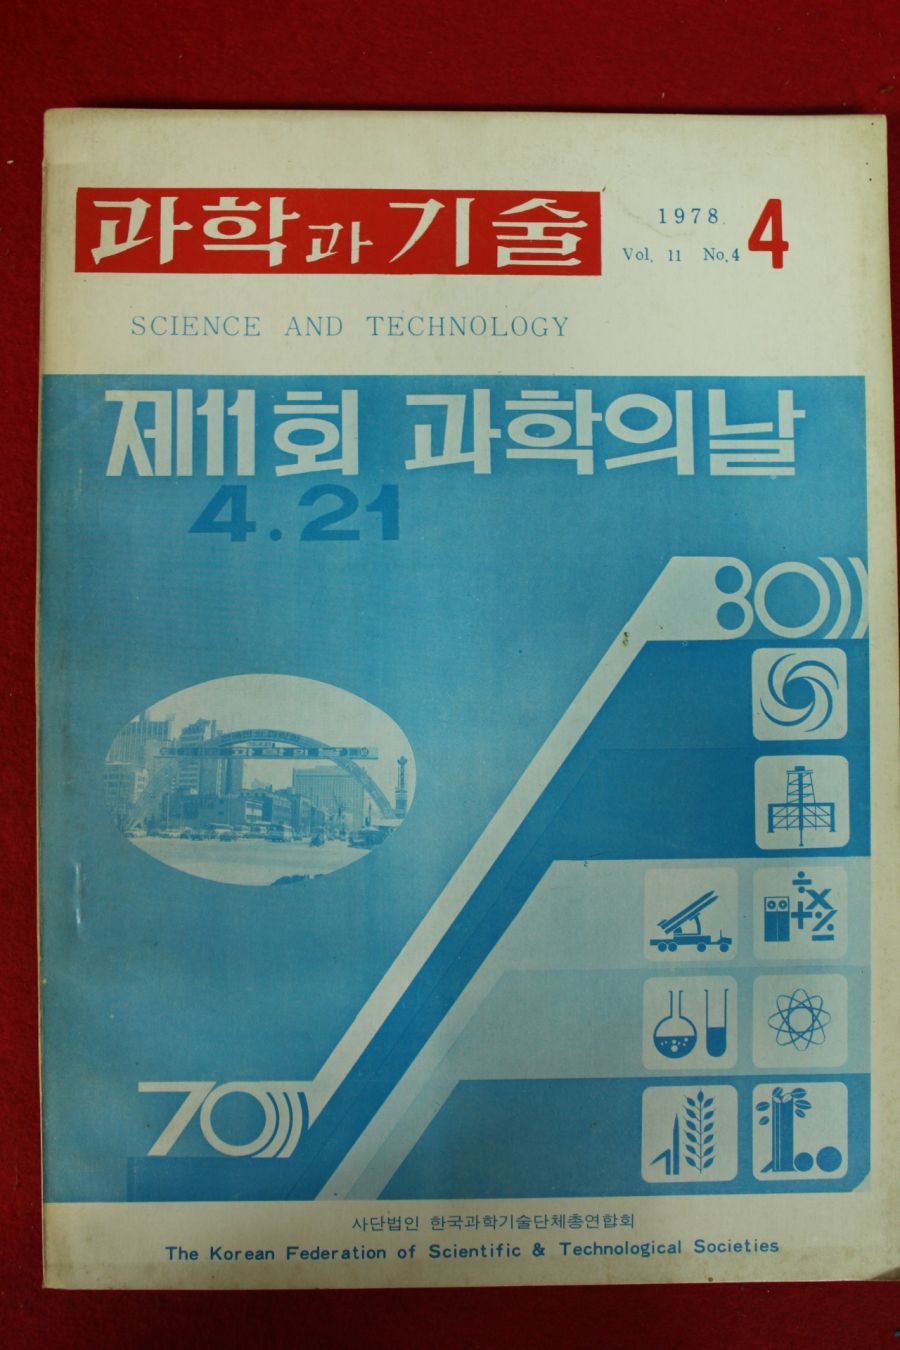 과학과기술
1978. 4
Vol. 11 No.4
SCIENCE AND TECHNOLOGY
제11회 과학의날
4.21
80
70
사단법인 한국과학기술단체총연합회
The Korean Federation of Scientific & Technological Societies